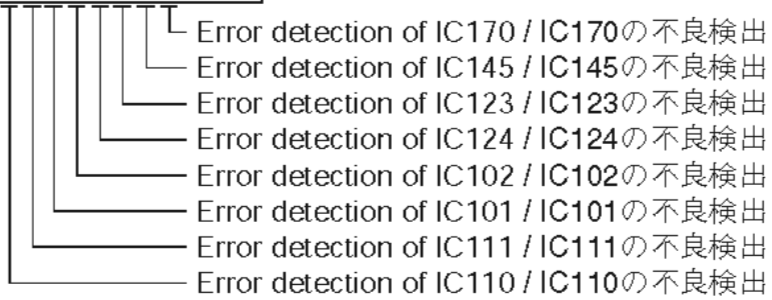 Error detection of IC170 / IC170の不良検出
Error detection of IC145 / IC145の不良検出
Error detection of IC123 / IC123の不良検出
Error detection of IC124 / IC124の不良検出
Error detection of IC102 / IC102の不良検出
Error detection of IC101 / IC101の不良検出
Error detection of IC111 / IC111の不良検出
Error detection of IC110 / IC110の不良検出